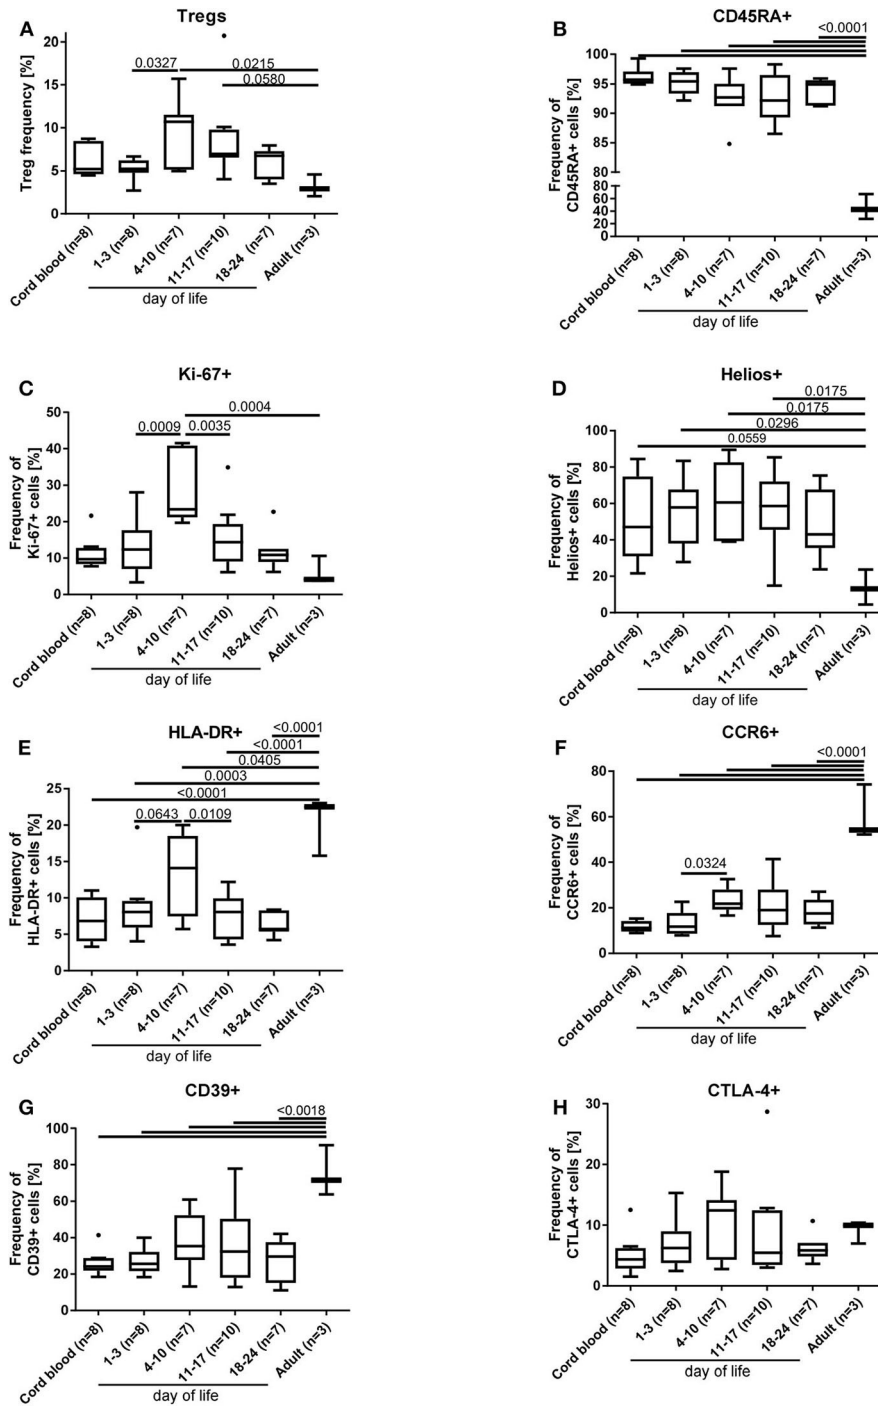 A
Tregs
Treg frequency [%]
0.0327
0.0215
0.0580
20
15
10
5
0
Cord blood (n=8)
1-3 (n=8)
4-10 (n=7)
11-17 (n=10)
18-24 (n=7)
Adult (n=3)
day of life
B
CD45RA+
Frequency of
CD45RA+ cells [%]
<0.0001
100
95
90
85
80
80
60
40
20
0
Cord blood (n=8)
1-3 (n=8)
4-10 (n=7)
11-17 (n=10)
18-24 (n=7)
Adult (n=3)
day of life
C
Ki-67+
Frequency of
Ki-67+ cells [%]
0.0004
0.0009
0.0035
50
40
30
20
10
0
Cord blood (n=8)
1-3 (n=8)
4-10 (n=7)
11-17 (n=10)
18-24 (n=7)
Adult (n=3)
day of life
D
Helios+
Frequency of
Helios+ cells [%]
0.0175
0.0175
0.0296
0.0559
100
80
60
40
20
0
Cord blood (n=8)
1-3 (n=8)
4-10 (n=7)
11-17 (n=10)
18-24 (n=7)
Adult (n=3)
day of life
E
HLA-DR+
Frequency of
HLA-DR+ cells [%]
<0.0001
<0.0001
0.0405
0.0003
<0.0001
0.0643
0.0109
25
20
15
10
5
0
Cord blood (n=8)
1-3 (n=8)
4-10 (n=7)
11-17 (n=10)
18-24 (n=7)
Adult (n=3)
day of life
F
CCR6+
Frequency of
CCR6+ cells [%]
<0.0001
0.0324
80
60
40
20
0
Cord blood (n=8)
1-3 (n=8)
4-10 (n=7)
11-17 (n=10)
18-24 (n=7)
Adult (n=3)
day of life
G
CD39+
Frequency of
CD39+ cells [%]
<0.0018
100
80
60
40
20
0
Cord blood (n=8)
1-3 (n=8)
4-10 (n=7)
11-17 (n=10)
18-24 (n=7)
Adult (n=3)
day of life
H
CTLA-4+
Frequency of
CTLA-4+ cells [%]
30
20
10
0
Cord blood (n=8)
1-3 (n=8)
4-10 (n=7)
11-17 (n=10)
18-24 (n=7)
Adult (n=3)
day of life